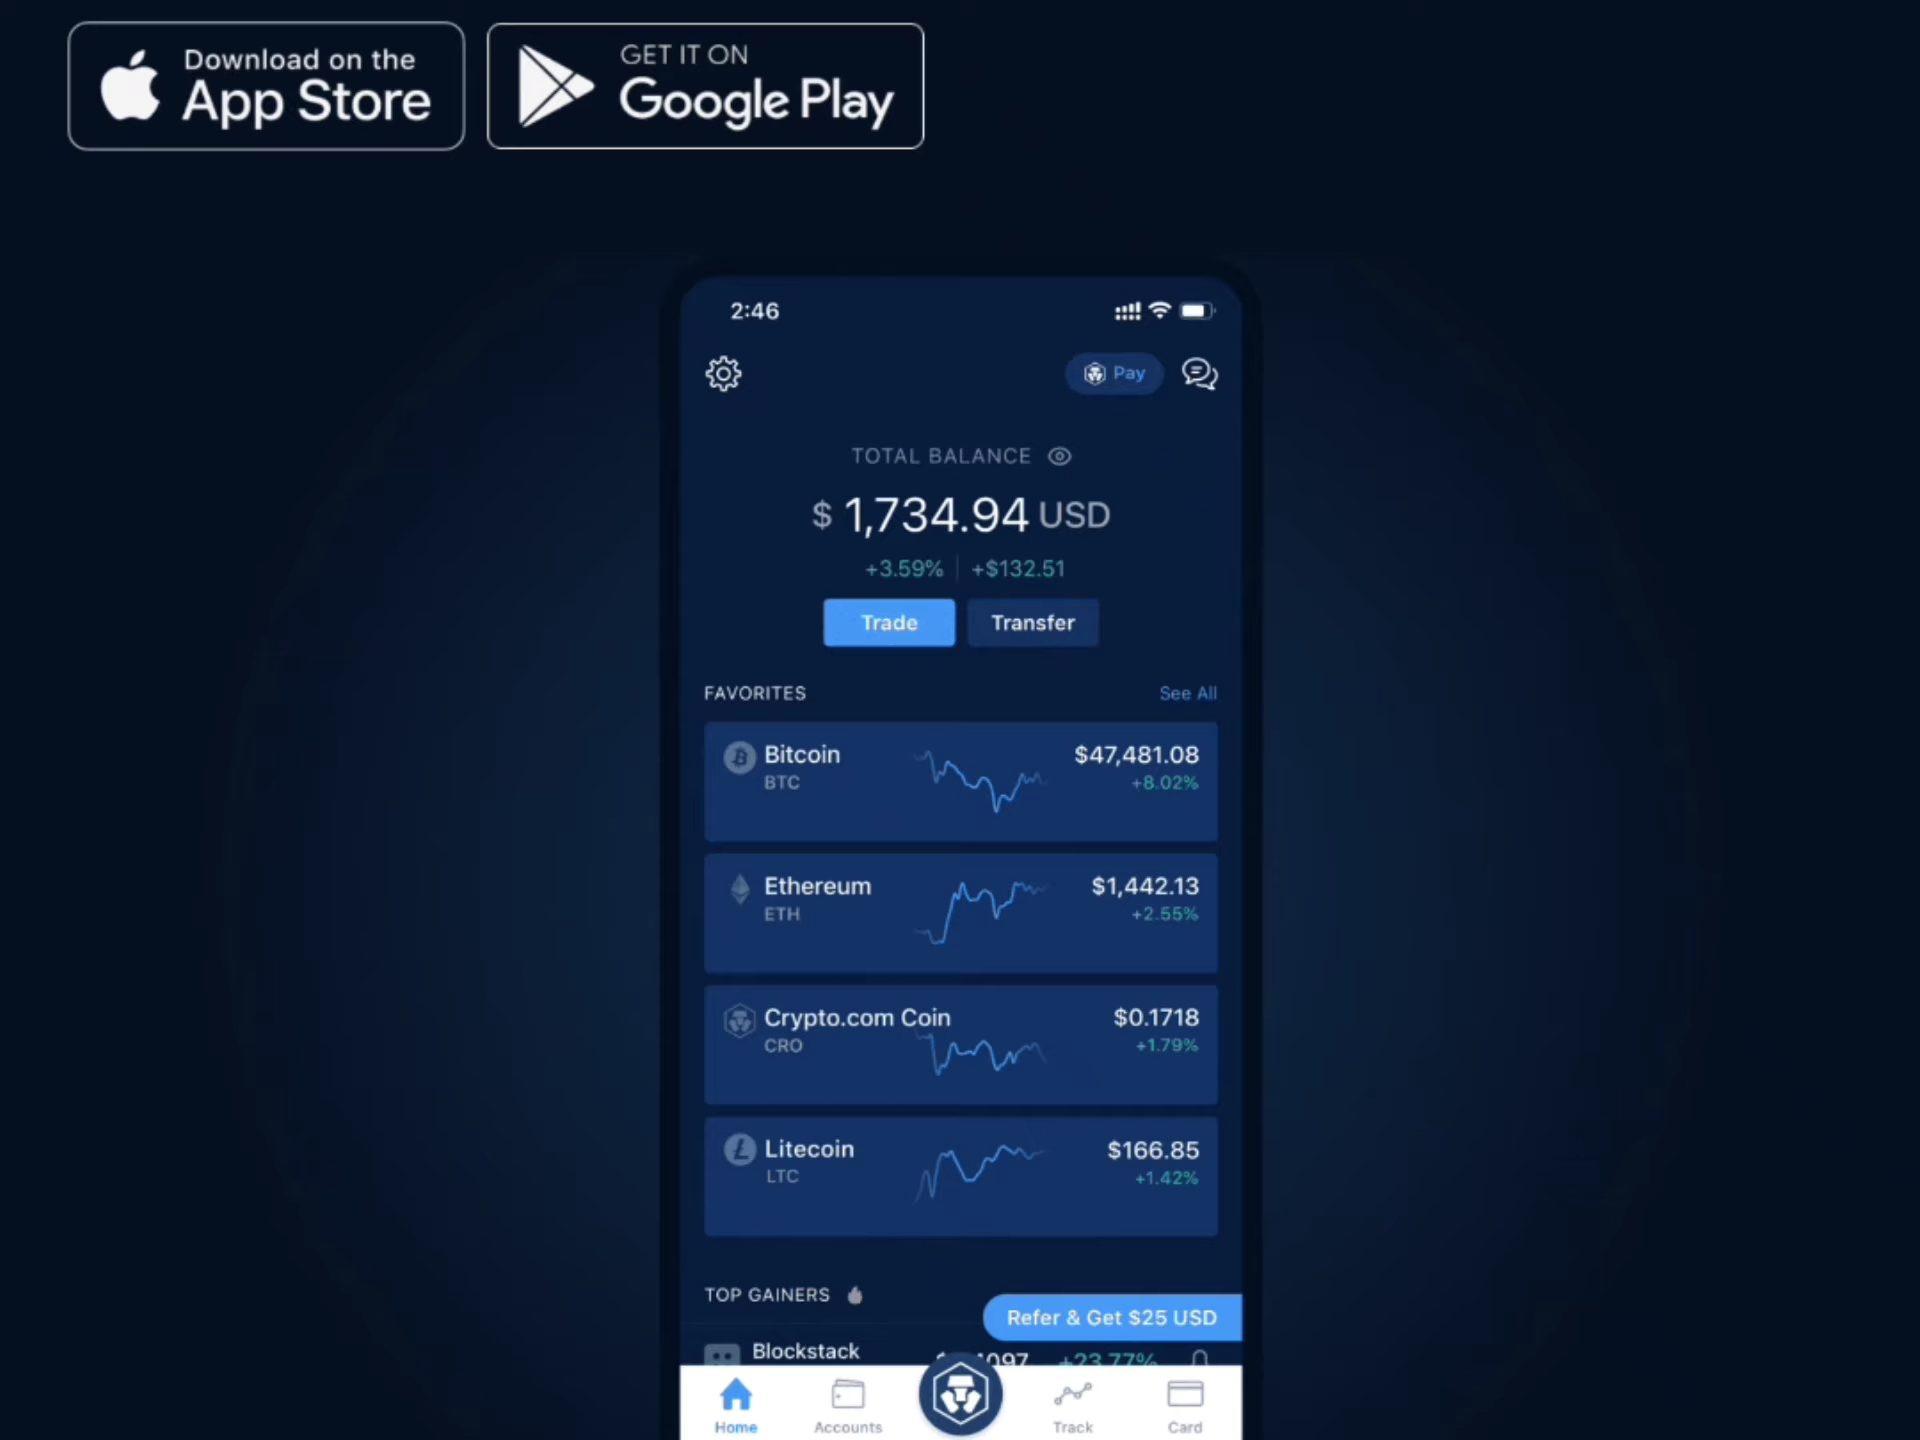 Download on the
App Store
GET IT ON
Google Play
2:46
Pay
TOTAL BALANCE
$ 1,734.94 USD
+3.59% +$132.51
Trade Transfer
FAVORITES See All
Bitcoin $47,481.08
BTC +8.02%
Ethereum $1,442.13
ETH +2.55%
Crypto.com Coin $0.1718
CRO +1.79%
Litecoin $166.85
LTC +1.42%
TOP GAINERS
Refer & Get $25 USD
Blockstack
+23.77%
Home Accounts Track Card